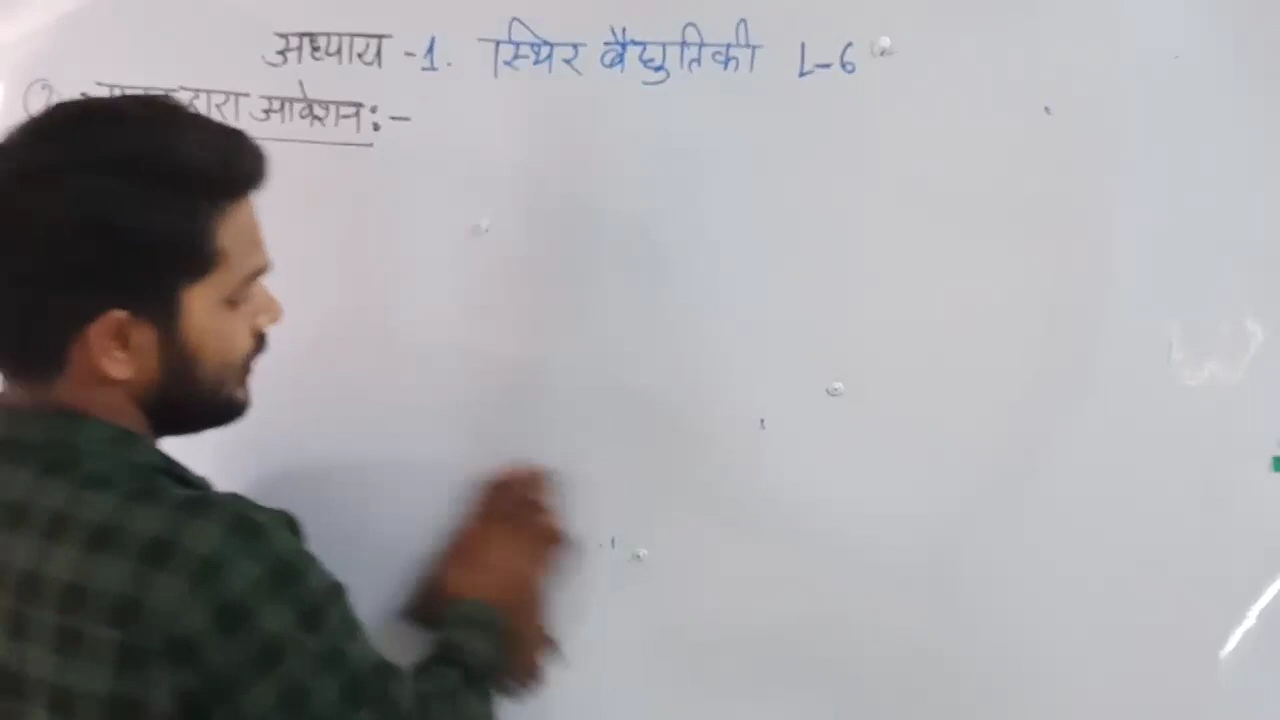 अध्याय -1. स्थिर वैद्युतिकी L-6
द्वारा आवेशन :-